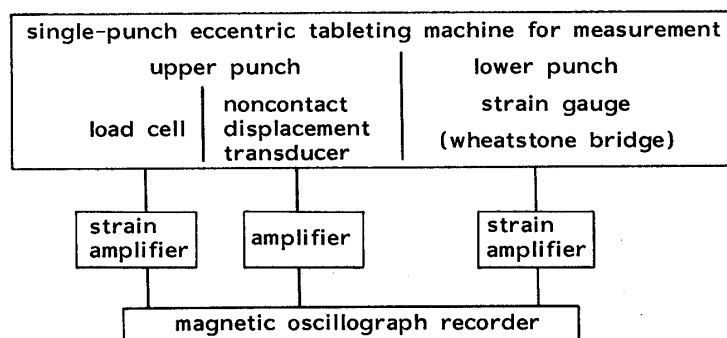 single-punch eccentric tableting machine for measurement
upper punch
lower punch
load cell
noncontact
displacement
transducer
strain gauge
(wheatstone bridge)
strain
amplifier
amplifier
strain
amplifier
magnetic oscillograph recorder